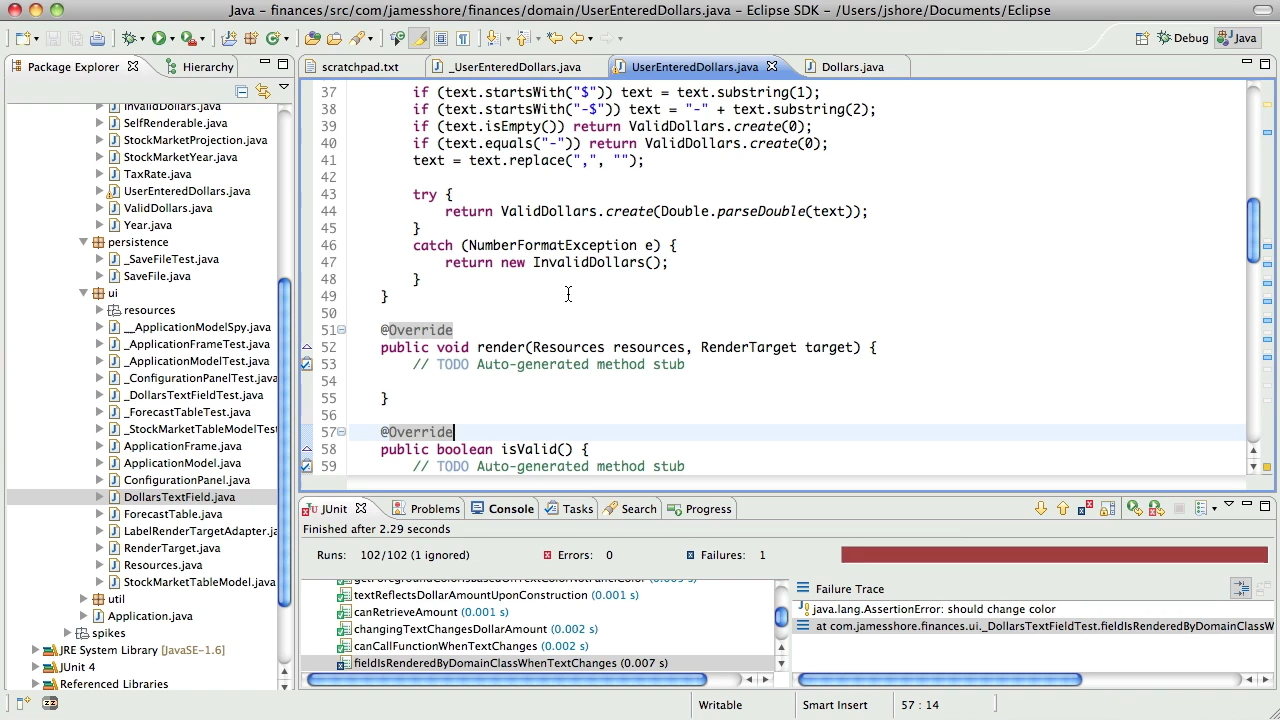 Java – finances/src/com/jamesshore/finances/domain/UserEnteredDollars.java – Eclipse SDK – /Users/jshore/Documents/Eclipse
Debug
Java
Package Explorer
Hierarchy
InvalidDollars.java
SelfRenderable.java
StockMarketProjection.java
StockMarketYear.java
TaxRate.java
UserEnteredDollars.java
ValidDollars.java
Year.java
persistence
_SaveFileTest.java
SaveFile.java
ui
resources
__ApplicationModelSpy.java
_ApplicationFrameTest.java
_ApplicationModelTest.java
_ConfigurationPanelTest.java
_DollarsTextFieldTest.java
_ForecastTableTest.java
_StockMarketTableModelTest
ApplicationFrame.java
ApplicationModel.java
ConfigurationPanel.java
DollarsTextField.java
ForecastTable.java
LabelRenderTargetAdapter.ja
RenderTarget.java
Resources.java
StockMarketTableModel.java
util
Application.java
spikes
JRE System Library [JavaSE-1.6]
JUnit 4
Referenced Libraries
scratchpad.txt
_UserEnteredDollars.java
UserEnteredDollars.java
Dollars.java
37 if (text.startsWith("$")) text = text.substring(1);
38 if (text.startsWith("-$")) text = "-" + text.substring(2);
39 if (text.isEmpty()) return ValidDollars.create(0);
40 if (text.equals("-")) return ValidDollars.create(0);
41 text = text.replace(",", "");
42
43 try {
44 return ValidDollars.create(Double.parseDouble(text));
45 }
46 catch (NumberFormatException e) {
47 return new InvalidDollars();
48 }
49 }
50
51 @Override
52 public void render(Resources resources, RenderTarget target) {
53 // TODO Auto-generated method stub
54
55 }
56
57 @Override
58 public boolean isValid() {
59 // TODO Auto-generated method stub
JUnit
Problems
Console
Tasks
Search
Progress
Finished after 2.29 seconds
Runs: 102/102 (1 ignored)
Errors: 0
Failures: 1
getForegroundColorIsBasedOnTextColorNotPanelColor (0.009 s)
textReflectsDollarAmountUponConstruction (0.001 s)
canRetrieveAmount (0.001 s)
changingTextChangesDollarAmount (0.002 s)
canCallFunctionWhenTextChanges (0.002 s)
fieldIsRenderedByDomainClassWhenTextChanges (0.007 s)
Failure Trace
java.lang.AssertionError: should change color
at com.jamesshore.finances.ui._DollarsTextFieldTest.fieldIsRenderedByDomainClassW
Writable
Smart Insert
57 : 14